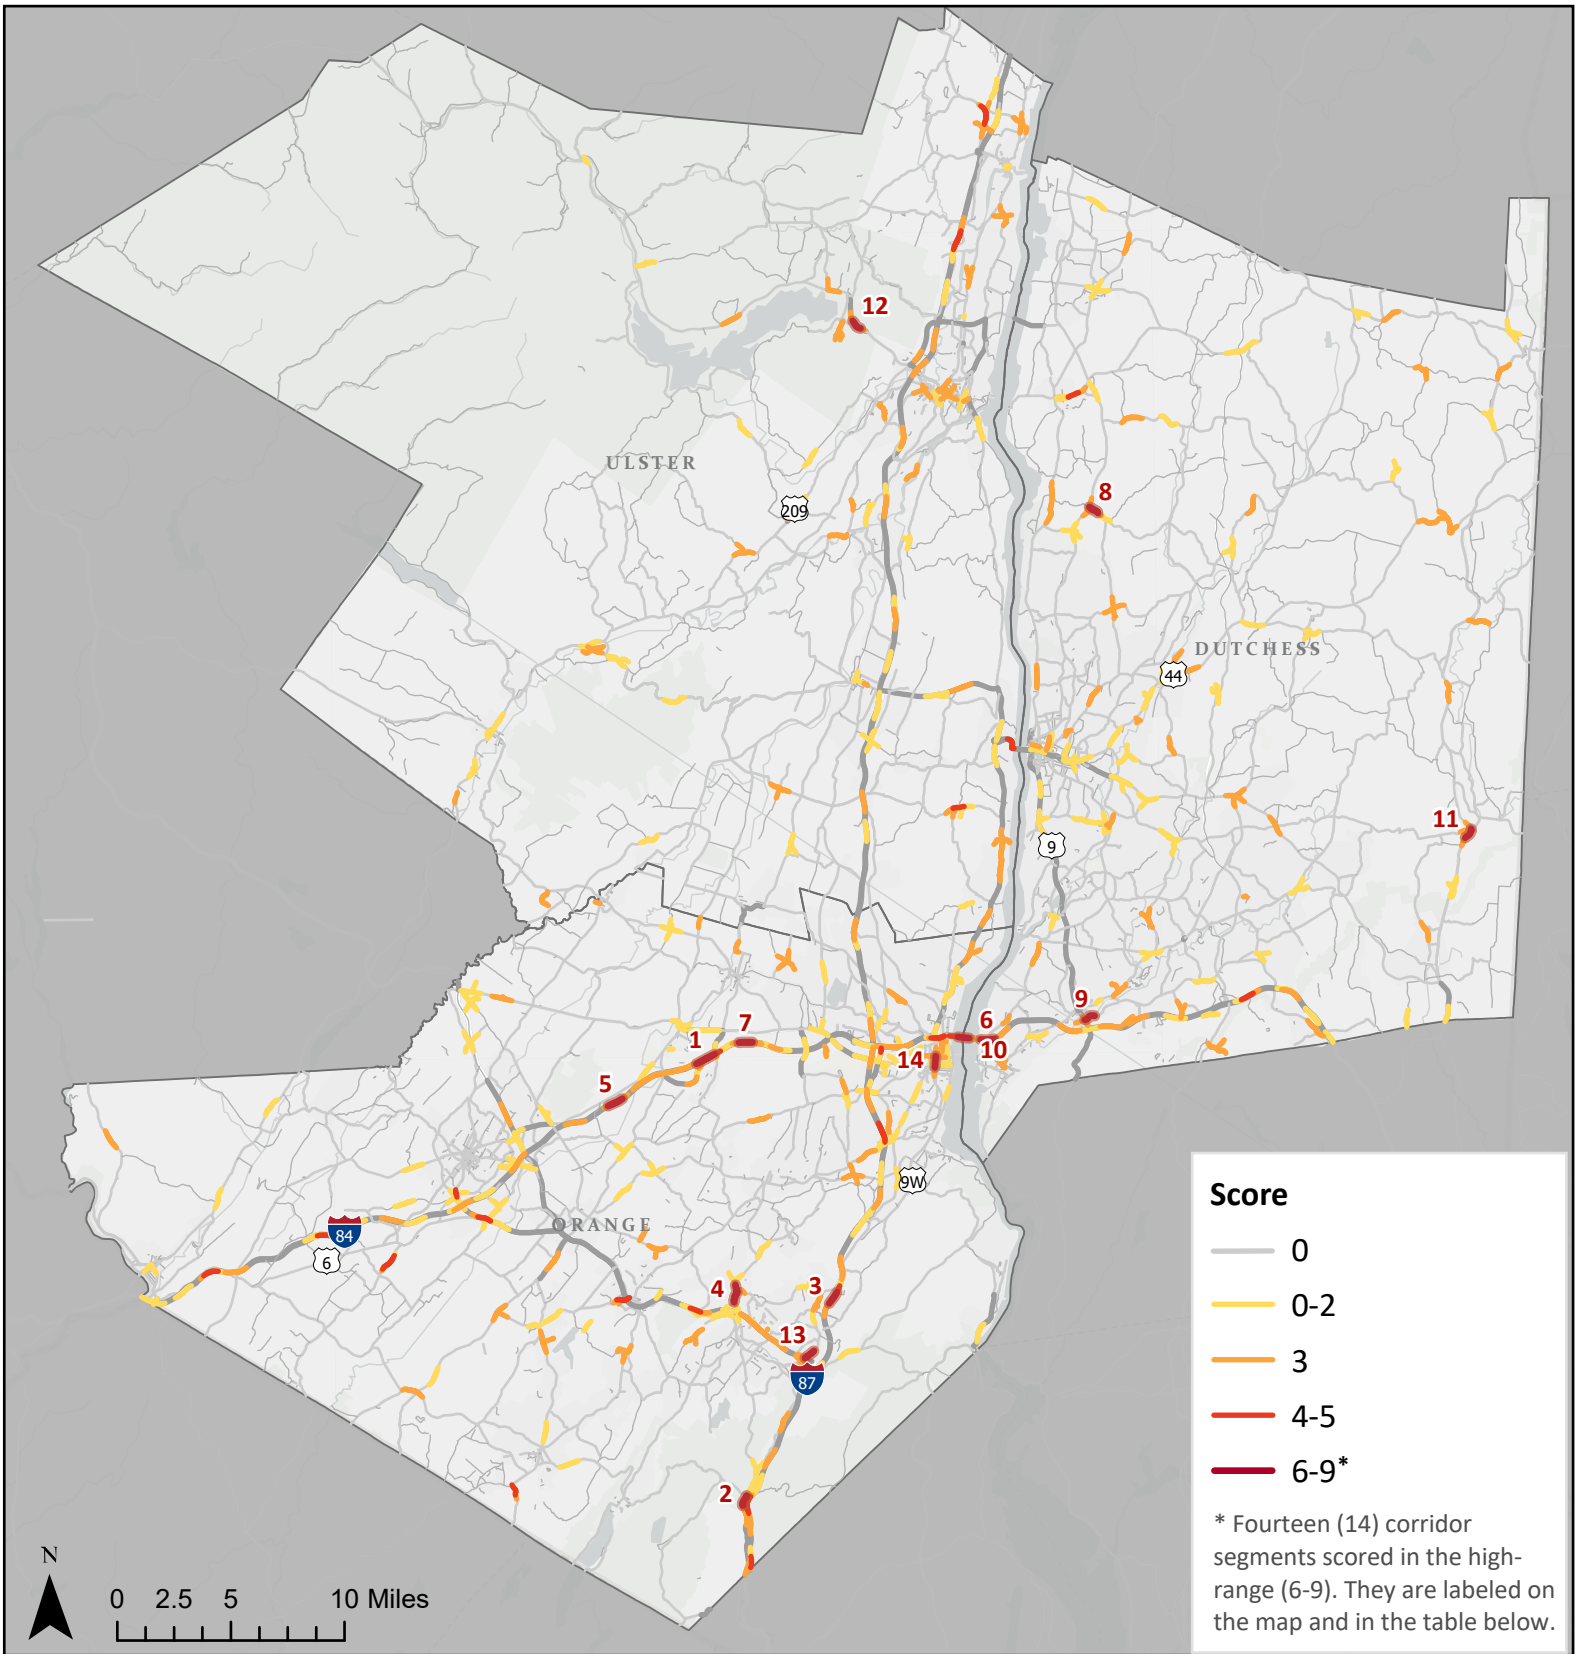 12
ULSTER
209
8
DUTCHESS
44
9
11
9
6
7
1
10
14
5
9W
ORANGE
84
6
4
3
13
87
2
Score
0
0-2
3
4-5
6-9*
* Fourteen (14) corridor
segments scored in the high-
range (6-9). They are labeled on
the map and in the table below.
N
0 2.5 5 10 Miles